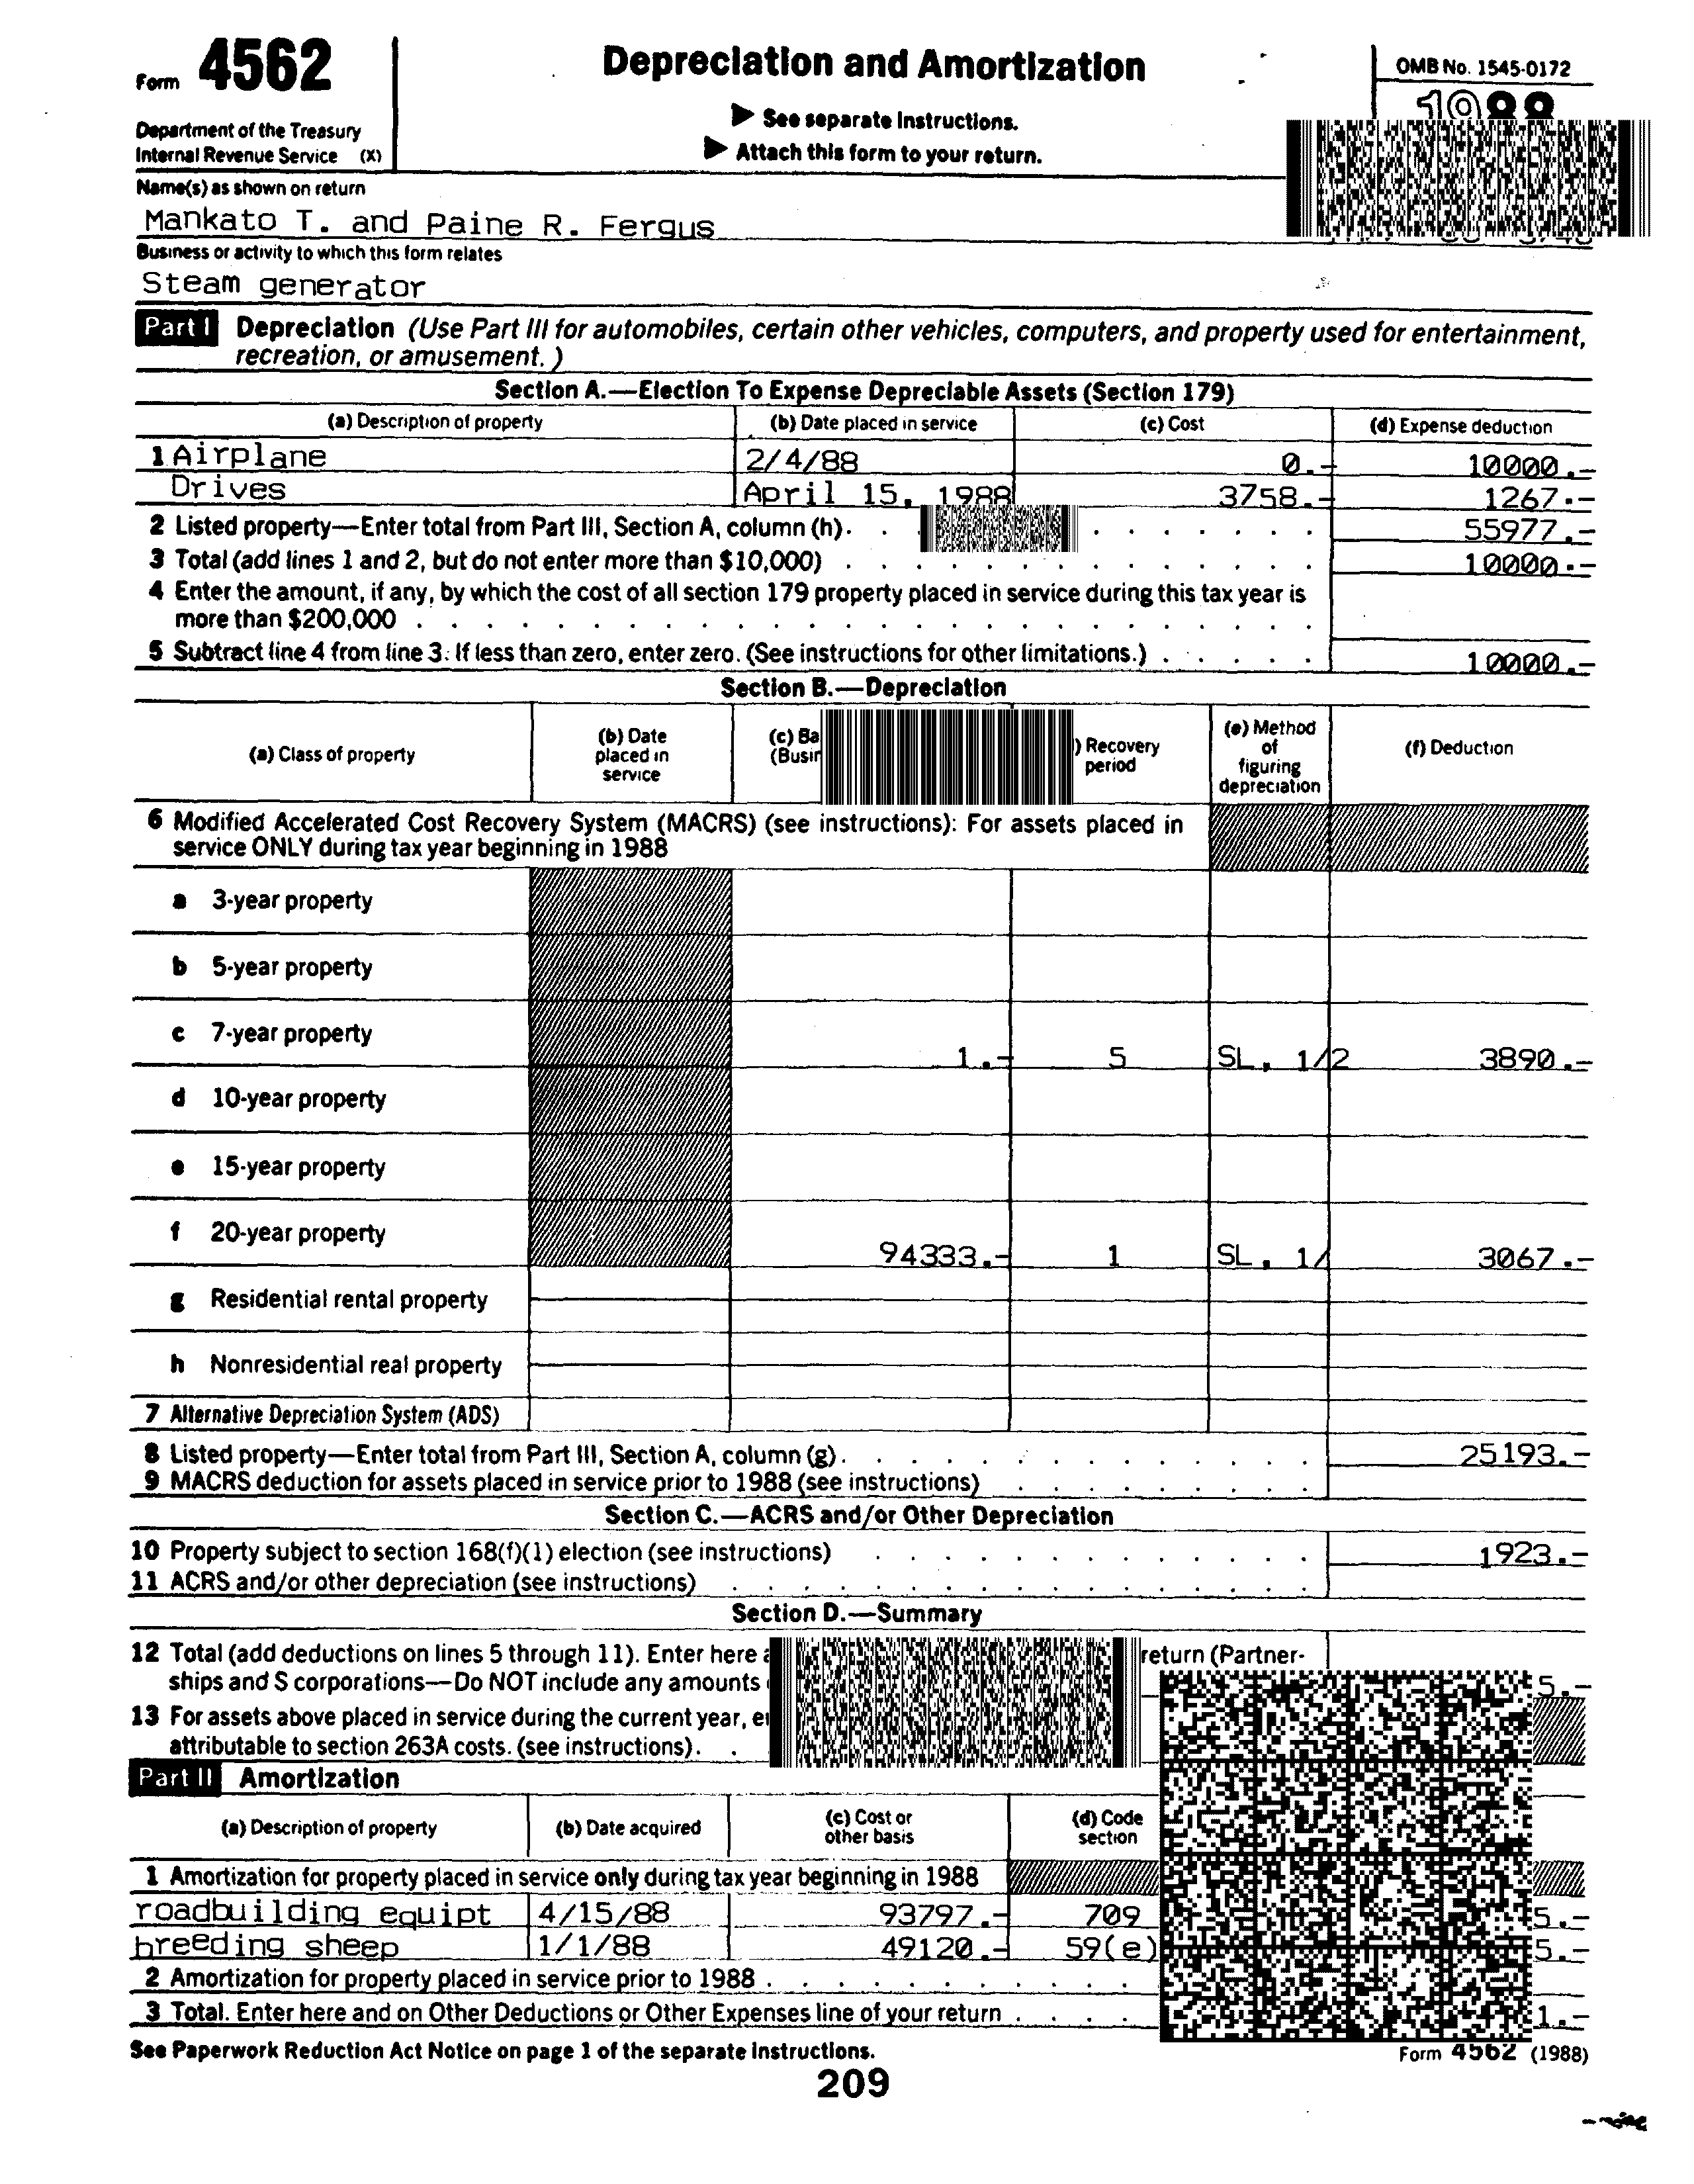 Form 4562
Depreciation and Amortization
OMB No. 1545-0172
▶ See separate instructions.
Department of the Treasury
Internal Revenue Service (X)
▶ Attach this form to your return.
Name(s) as shown on return
Mankato T. and Paine R. Fergus
Business or activity to which this form relates
Steam generator
Part I Depreciation (Use Part III for automobiles, certain other vehicles, computers, and property used for entertainment,
recreation, or amusement.)
Section A.—Election To Expense Depreciable Assets (Section 179)
(a) Description of property (b) Date placed in service (c) Cost (d) Expense deduction
1 Airplane 2/4/88 0.- 10000.-
Drives April 15, 1988 3758.- 1267.-
2 Listed property—Enter total from Part III, Section A, column (h). 55977.-
3 Total (add lines 1 and 2, but do not enter more than $10,000) 10000.-
4 Enter the amount, if any, by which the cost of all section 179 property placed in service during this tax year is
more than $200,000
5 Subtract line 4 from line 3. If less than zero, enter zero. (See instructions for other limitations.) 10000.-
Section B.—Depreciation
(a) Class of property
(b) Date placed in service
(c)
) Recovery period
(e) Method of figuring depreciation
(f) Deduction
6 Modified Accelerated Cost Recovery System (MACRS) (see instructions): For assets placed in
service ONLY during tax year beginning in 1988
a 3-year property
b 5-year property
c 7-year property 1.- 5 SL, 1/2 3890.-
d 10-year property
e 15-year property
f 20-year property 94333.- 1 SL, 1/ 3067.-
g Residential rental property
h Nonresidential real property
7 Alternative Depreciation System (ADS)
8 Listed property—Enter total from Part III, Section A, column (g). 25193.-
9 MACRS deduction for assets placed in service prior to 1988 (see instructions)
Section C.—ACRS and/or Other Depreciation
10 Property subject to section 168(f)(1) election (see instructions) 1923.-
11 ACRS and/or other depreciation (see instructions)
Section D.—Summary
12 Total (add deductions on lines 5 through 11). Enter here return (Partner-
ships and S corporations—Do NOT include any amounts 5.-
13 For assets above placed in service during the current year,
attributable to section 263A costs. (see instructions).
Part II Amortization
(a) Description of property (b) Date acquired (c) Cost or other basis (d) Code section
1 Amortization for property placed in service only during tax year beginning in 1988
roadbuilding equipt 4/15/88 93797.- 709 5.-
breeding sheep 1/1/88 49120.- 59(e) 5.-
2 Amortization for property placed in service prior to 1988
3 Total. Enter here and on Other Deductions or Other Expenses line of your return 1.-
See Paperwork Reduction Act Notice on page 1 of the separate instructions.
Form 4562 (1988)
209